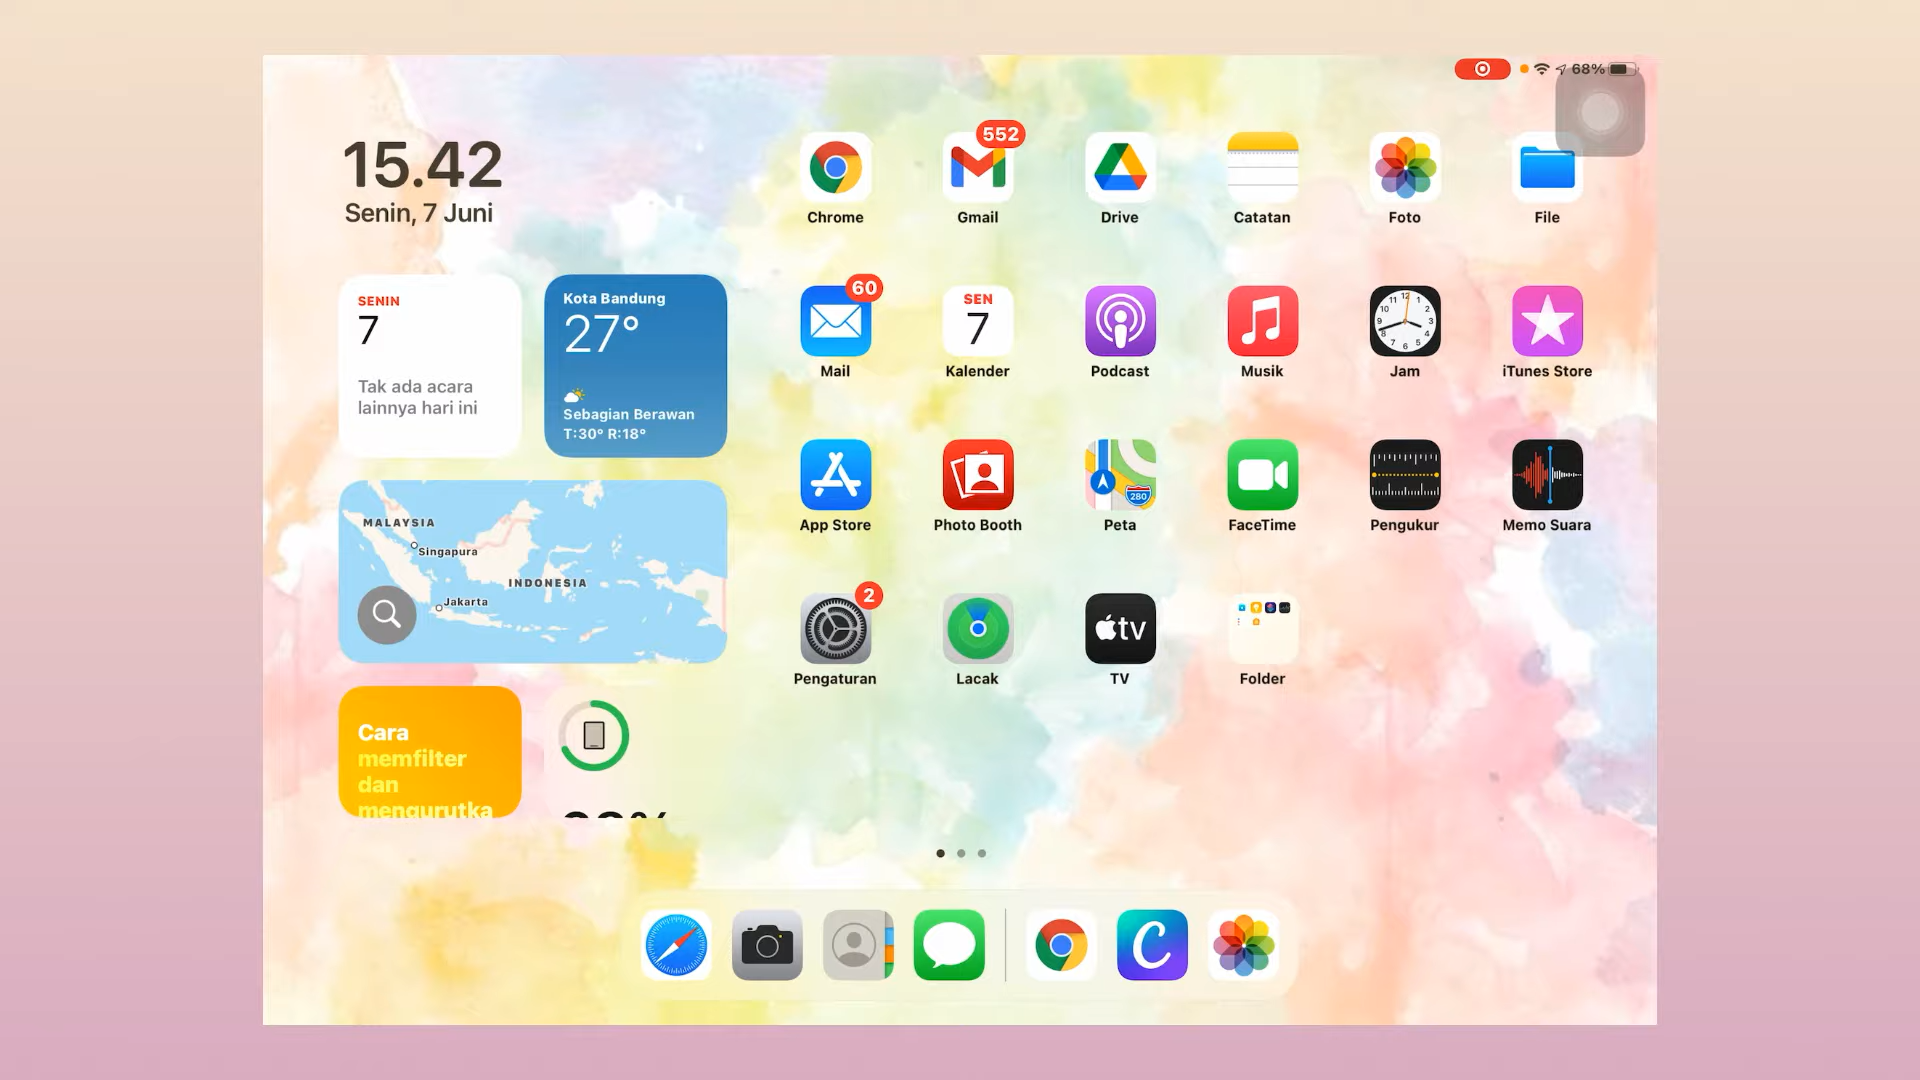 68%
15.42
Senin, 7 Juni
SENIN
7
Tak ada acara
lainnya hari ini
Kota Bandung
27°
Sebagian Berawan
T:30° R:18°
MALAYSIA
Singapura
INDONESIA
Jakarta
Cara
memfilter
dan
mengurutka
552
Chrome
Gmail
Drive
Catatan
Foto
File
60
SEN
7
Mail
Kalender
Podcast
Musik
Jam
iTunes Store
280
App Store
Photo Booth
Peta
FaceTime
Pengukur
Memo Suara
2
tv
Pengaturan
Lacak
TV
Folder
C